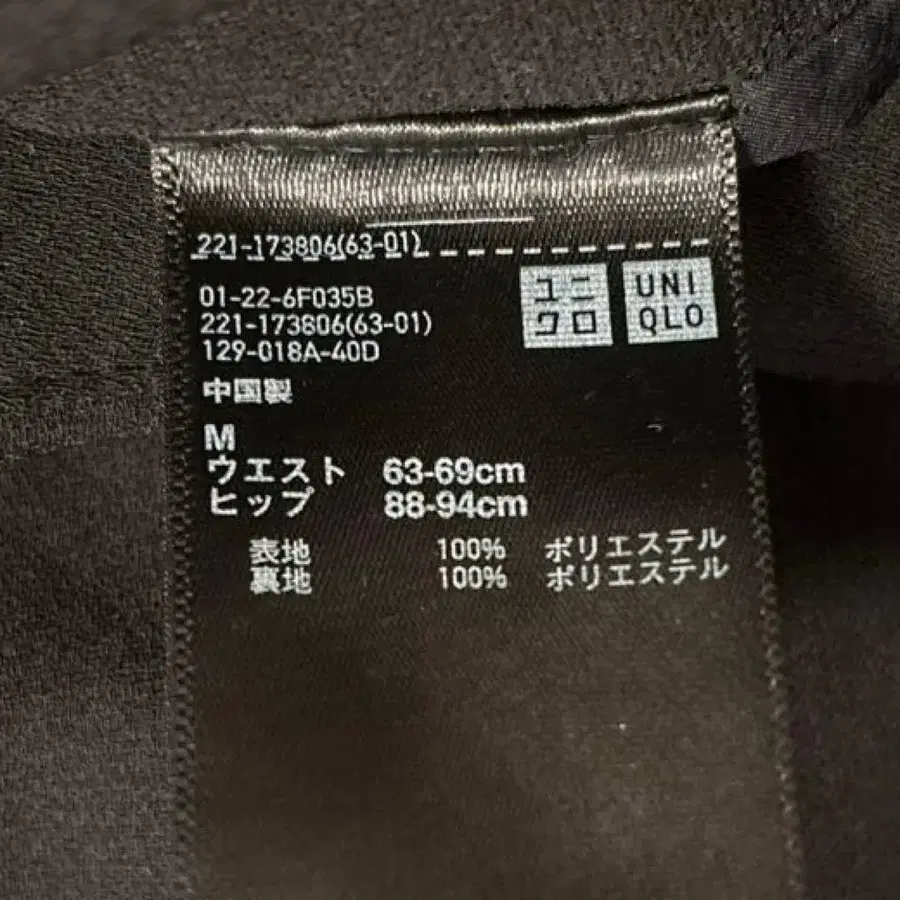 221-173806(63-01)
ユニ
クロ
UNI
QLO
01-22-6F035B
221-173806(63-01)
129-018A-40D
中国製
M
ウエスト 63-69cm
ヒップ 88-94cm
表地 100% ポリエステル
裏地 100% ポリエステル